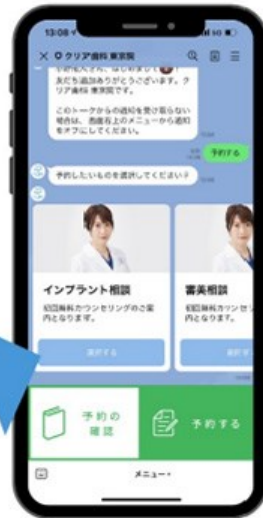 13:08
クリア歯科 東京院
友だち追加ありがとうございます。ク
リア歯科 東京院です。
このトークからの通知を受け取らない
場合は、画面右上のメニューから通知
をオフにしてください。
予約する
予約したいものを選択してください
インプラント相談
初回無料カウンセリングのご案
内となります。
選択する
審美相談
初回無料カウンセリ
内となります。
予約の
確認
予約する
メニュー